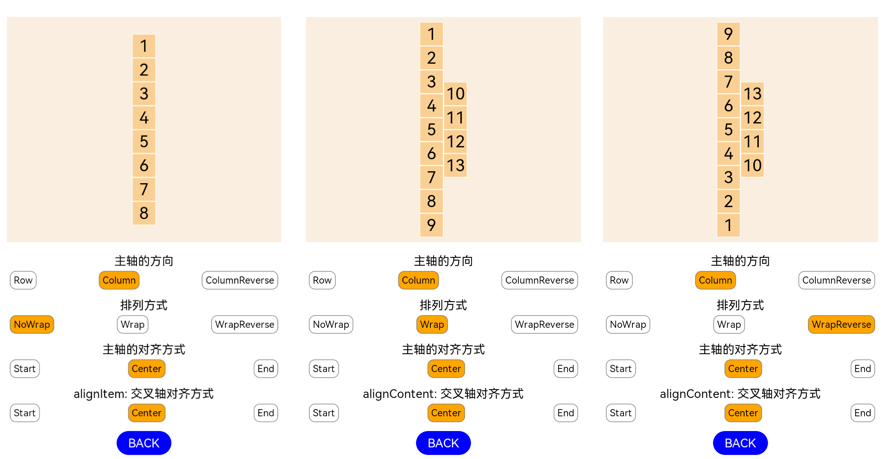 1
2
3
4
5
6
7
8
主轴的方向
Row Column ColumnReverse
排列方式
NoWrap Wrap WrapReverse
主轴的对齐方式
Start Center End
alignItem: 交叉轴对齐方式
Start Center End
BACK
1
2
3
4
5
6
7
8
9
10
11
12
13
主轴的方向
Row Column ColumnReverse
排列方式
NoWrap Wrap WrapReverse
主轴的对齐方式
Start Center End
alignContent: 交叉轴对齐方式
Start Center End
BACK
9
8
7
6
5
4
3
2
1
13
12
11
10
主轴的方向
Row Column ColumnReverse
排列方式
NoWrap Wrap WrapReverse
主轴的对齐方式
Start Center End
alignContent: 交叉轴对齐方式
Start Center End
BACK